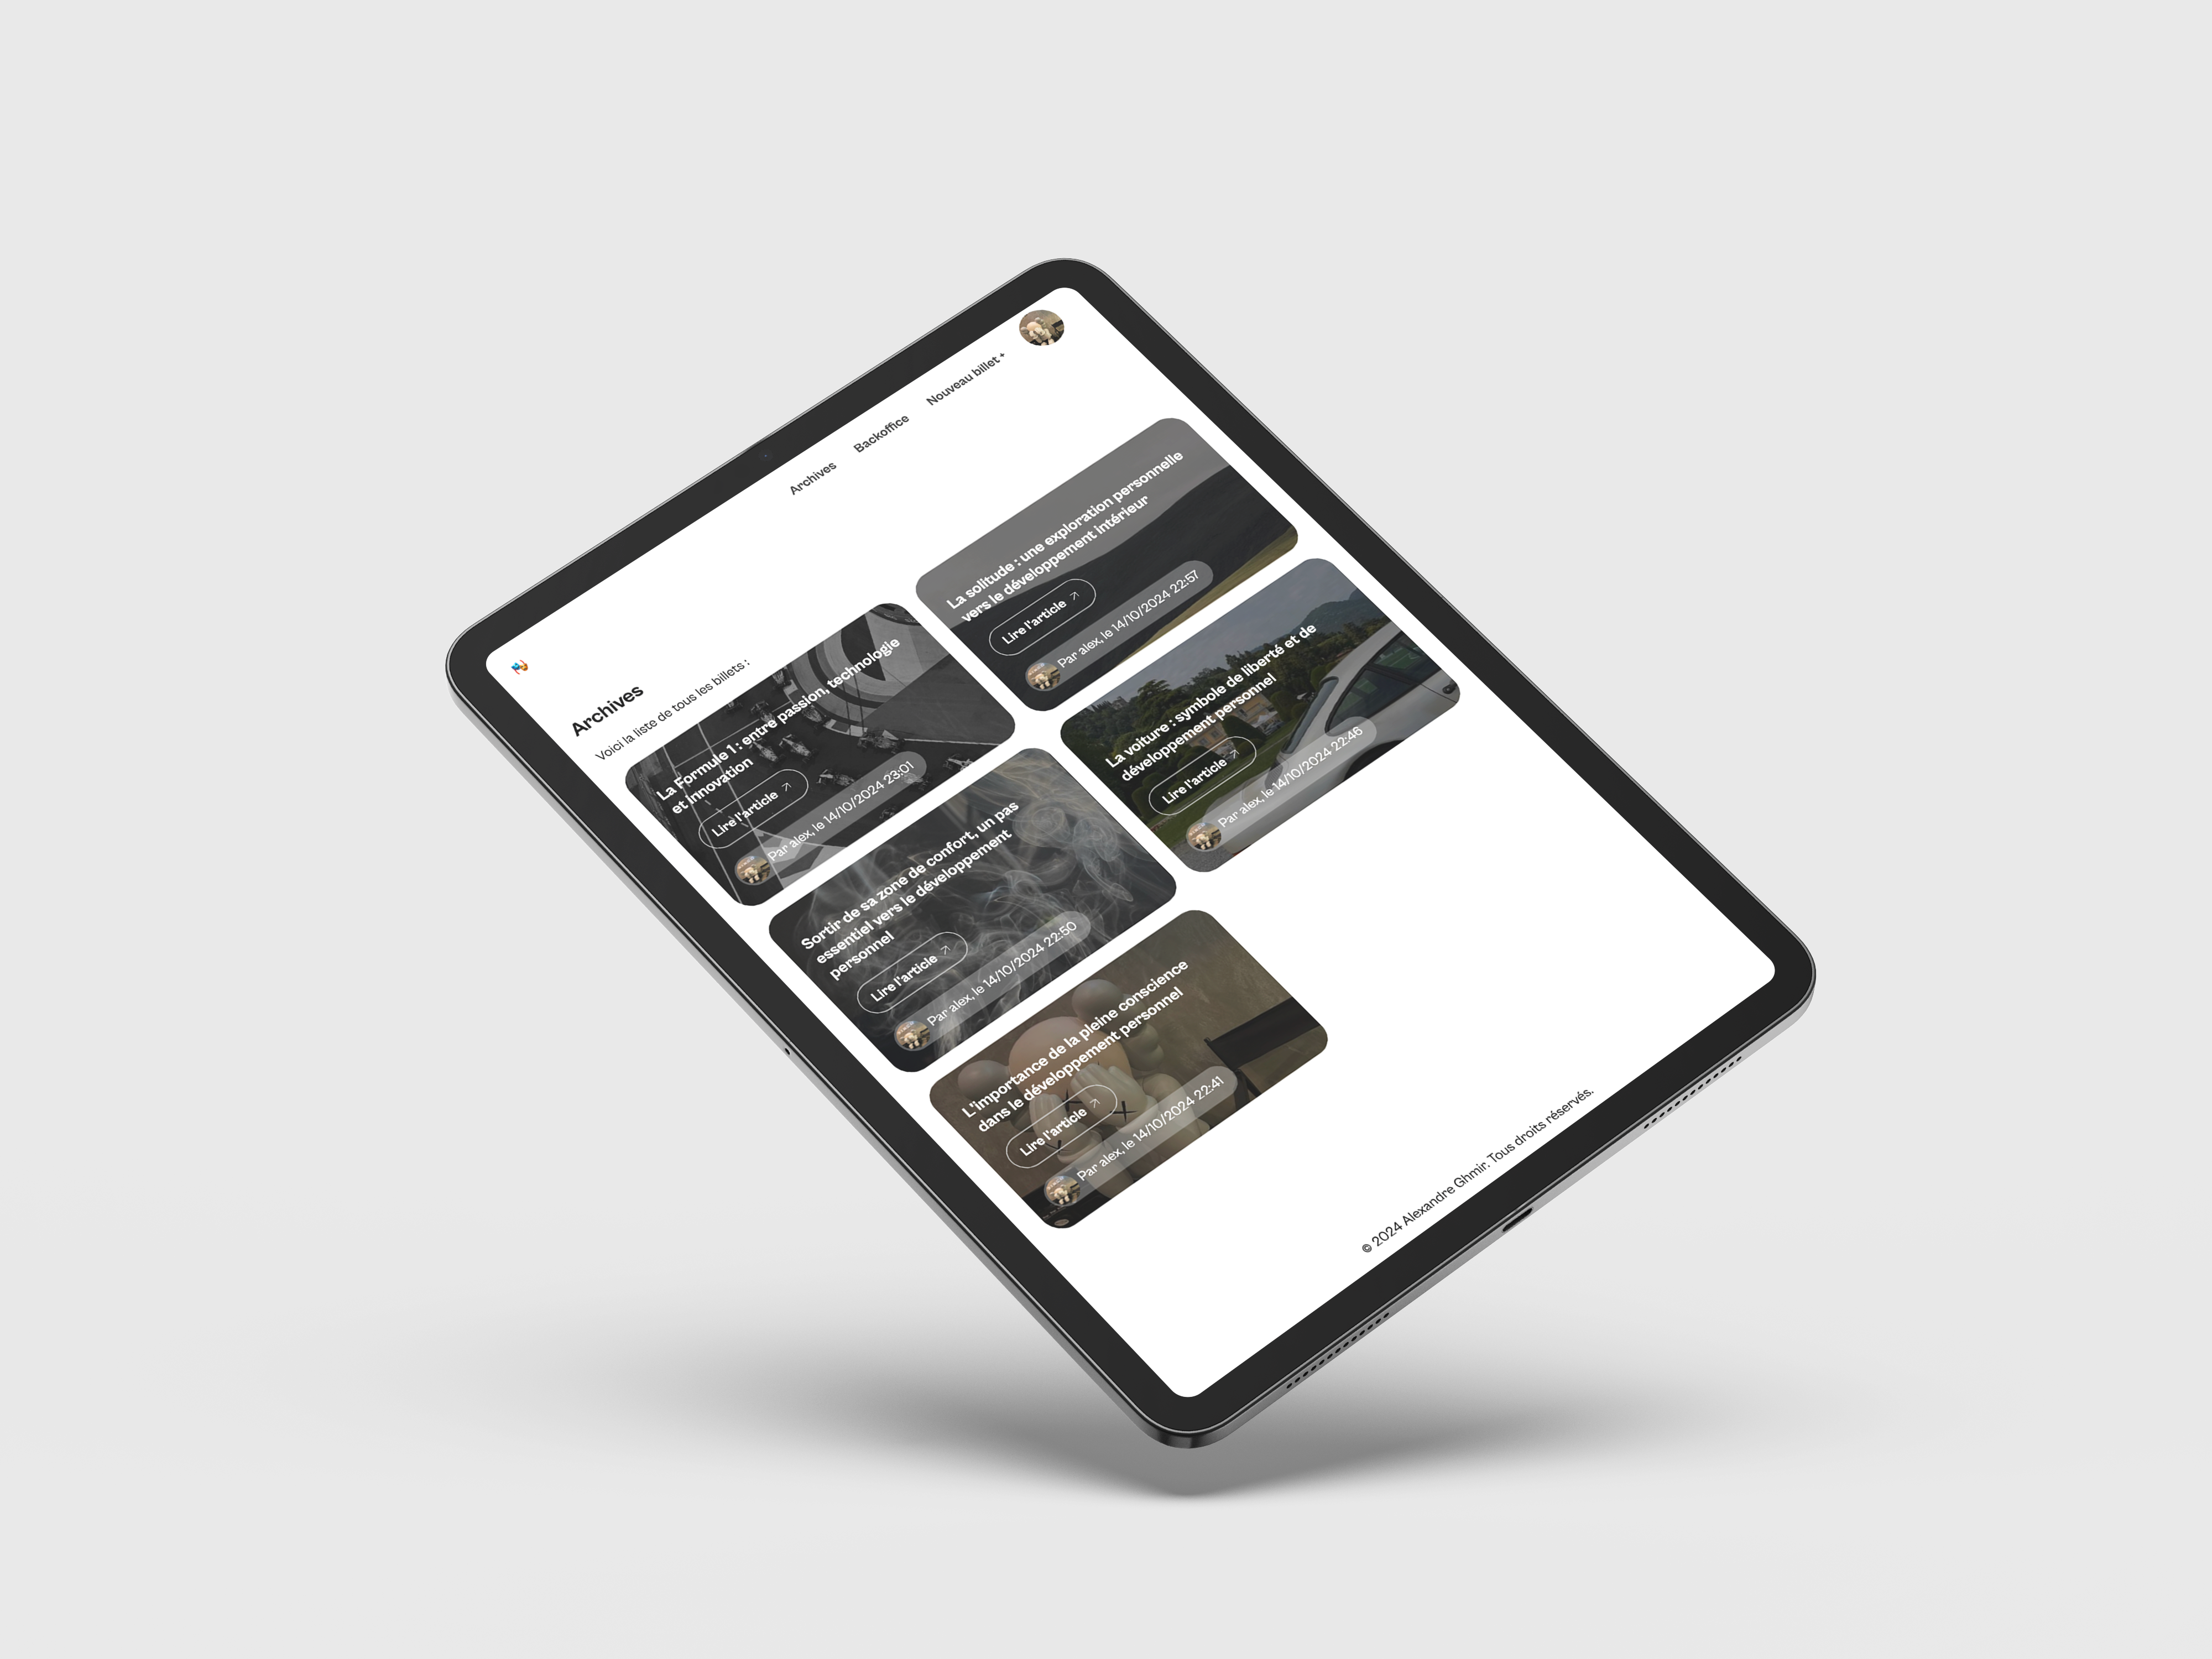 Archives
Backoffice
Nouveau billet +
Archives
Voici la liste de tous les billets :
La Formule 1 : entre passion, technologie
et innovation
Lire l'article
Par alex, le 14/10/2024 23:01
La solitude : une exploration personnelle
vers le développement intérieur
Lire l'article
Par alex, le 14/10/2024 22:57
Sortir de sa zone de confort, un pas
essentiel vers le développement
personnel
Lire l'article
Par alex, le 14/10/2024 22:50
La voiture : symbole de liberté et de
développement personnel
Lire l'article
Par alex, le 14/10/2024 22:46
L'importance de la pleine conscience
dans le développement personnel
Lire l'article
Par alex, le 14/10/2024 22:41
© 2024 Alexandre Ghmir. Tous droits réservés.